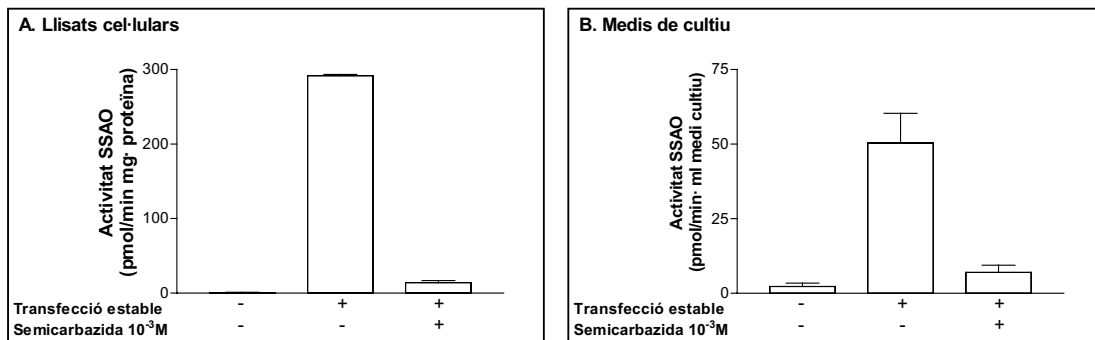 A. Llisats cel·lulars
Activitat SSAO
(pmol/min mg· proteïna)
300
200
100
0
Transfecció estable - + +
Semicarbazida 10⁻³M - - +
B. Medis de cultiu
Activitat SSAO
(pmol/min· ml medi cultiu)
75
50
25
0
Transfecció estable - + +
Semicarbazida 10⁻³M - - +